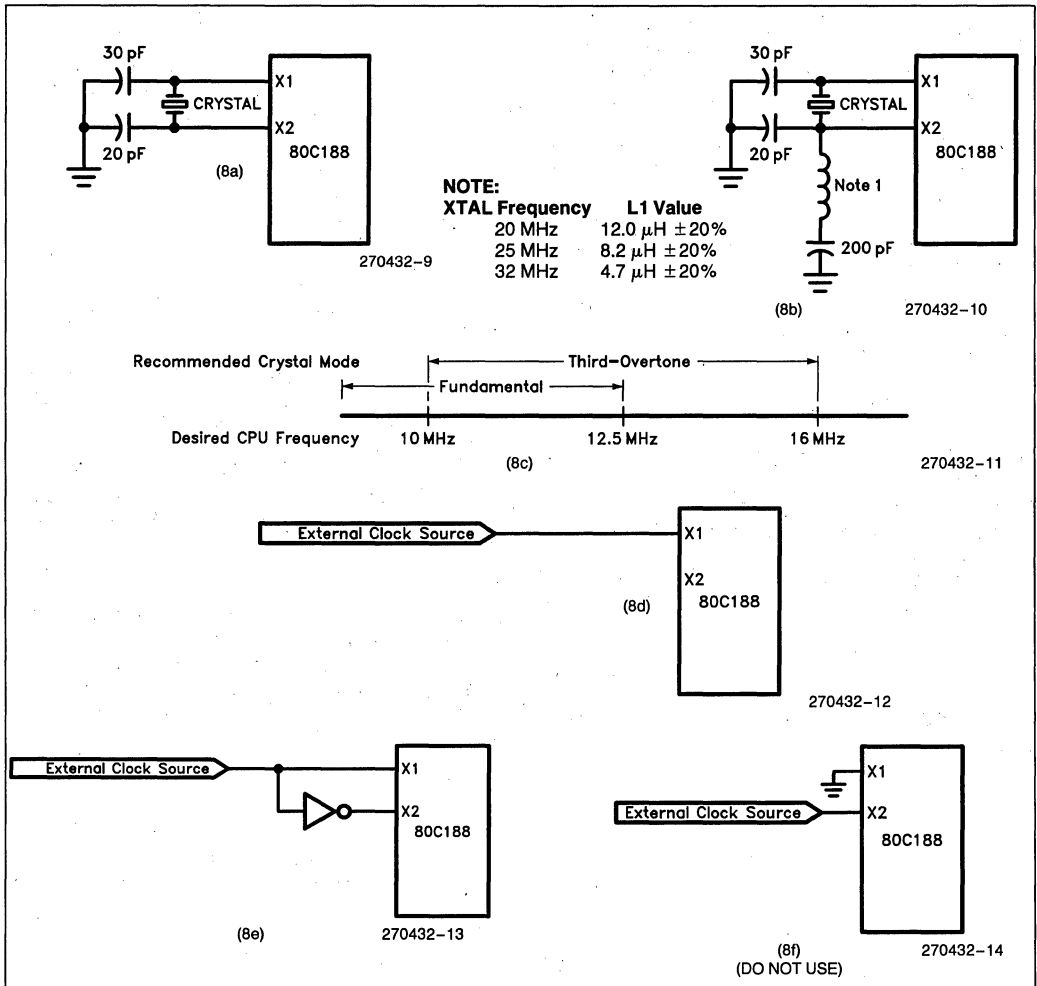 30 pF
X1
CRYSTAL
X2
20 pF
80C188
(8a)
270432-9
NOTE:
XTAL Frequency L1 Value
20 MHz 12.0 μH ±20%
25 MHz 8.2 μH ±20%
32 MHz 4.7 μH ±20%
30 pF
X1
CRYSTAL
X2
20 pF
80C188
Note 1
200 pF
(8b)
270432-10
Recommended Crystal Mode
Third-Overtone
Fundamental
Desired CPU Frequency
10 MHz 12.5 MHz 16 MHz
(8c)
270432-11
External Clock Source
X1
X2
80C188
(8d)
270432-12
External Clock Source
X1
X2
80C188
(8e)
270432-13
X1
External Clock Source
X2
80C188
(8f)
(DO NOT USE)
270432-14